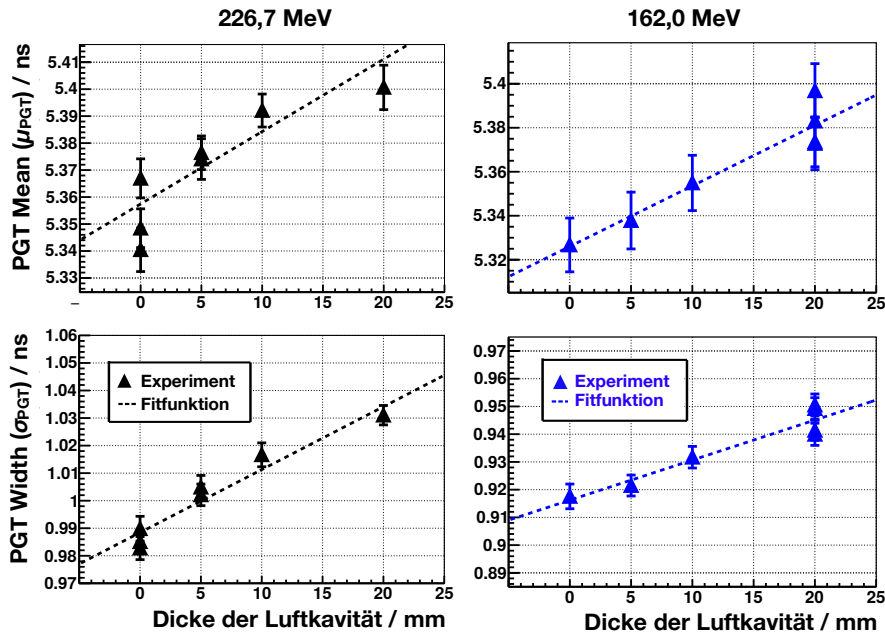 226,7 MeV
162,0 MeV
PGT Mean (μPGT) / ns
5.41
5.4
5.39
5.37
5.36
5.35
5.34
5.33
0 5 10 15 20 25
5.4
5.38
5.36
5.34
5.32
0 5 10 15 20 25
PGT Width (σPGT) / ns
1.06
1.05
1.04
1.03
1.02
1.01
1
0.99
0.98
0.97
Experiment
Fitfunktion
0 5 10 15 20 25
Dicke der Luftkavität / mm
0.97
0.96
0.95
0.94
0.93
0.92
0.91
0.9
0.89
Experiment
Fitfunktion
0 5 10 15 20 25
Dicke der Luftkavität / mm